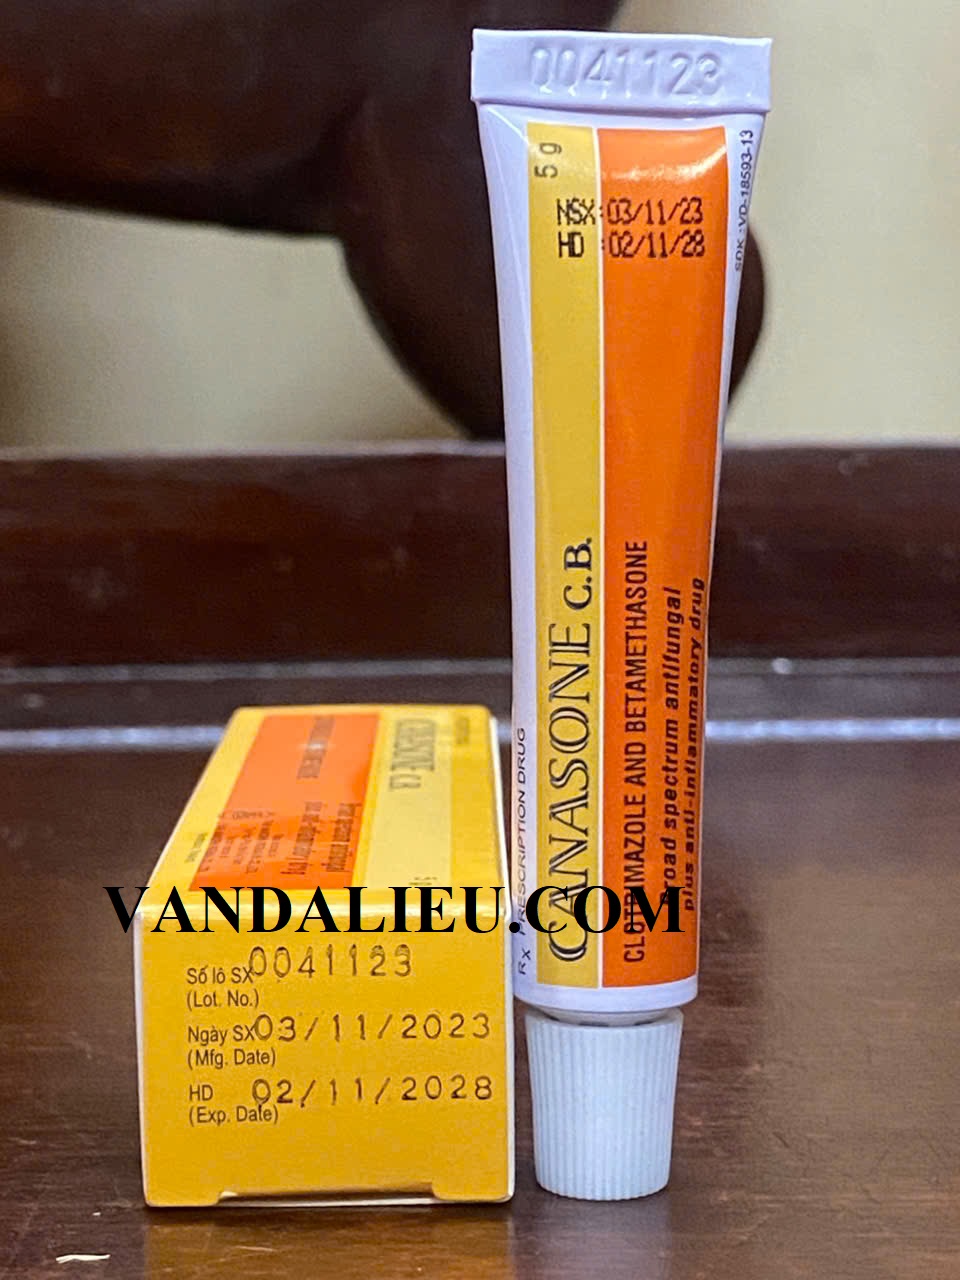 0041123
5 g
NSX:03/11/23
HD :02/11/28
SDK : VD-18593-13
CANASONE C.B.
CLOTRIMAZOLE AND BETAMETHASONE
broad spectrum antifungal
plus anti-inflammatory drug
Rx PRESCRIPTION DRUG
CANASONE C.B.
VANDALIEU.COM
Số lô SX 0041123
(Lot. No.)
Ngày SX 03/11/2023
(Mfg. Date)
HD 02/11/2028
(Exp. Date)